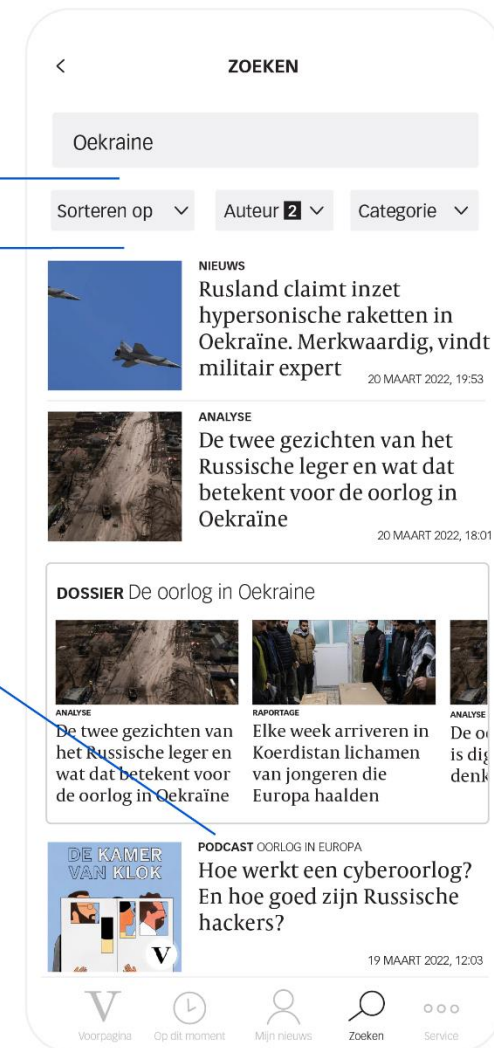 ZOEKEN
Oekraine
Sorteren op
Auteur 2
Categorie
NIEUWS
Rusland claimt inzet
hypersonische raketten in
Oekraïne. Merkwaardig, vindt
militair expert
20 MAART 2022, 19:53
ANALYSE
De twee gezichten van het
Russische leger en wat dat
betekent voor de oorlog in
Oekraïne
20 MAART 2022, 18:01
DOSSIER De oorlog in Oekraine
ANALYSE
De twee gezichten van
het Russische leger en
wat dat betekent voor
de oorlog in Oekraïne
RAPORTAGE
Elke week arriveren in
Koerdistan lichamen
van jongeren die
Europa haalden
ANALYSE
De
is
denk
DE KAMER
VAN KLOK
V
PODCAST OORLOG IN EUROPA
Hoe werkt een cyberoorlog?
En hoe goed zijn Russische
hackers?
19 MAART 2022, 12:03
V
Voorpagina
Op dit moment
Mijn nieuws
Zoeken
Service